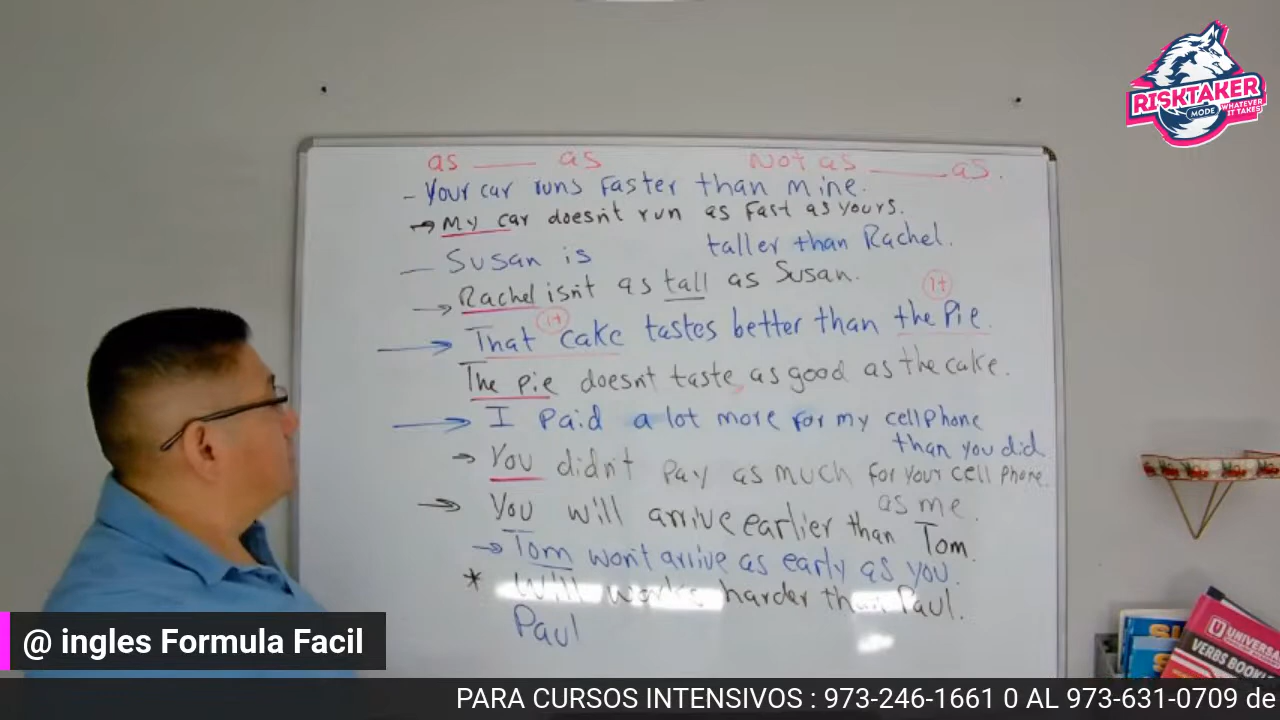 RISKTAKER
MODE
WHATEVER
IT TAKES
as ____ as
Not as ____ as.
- Your car runs faster than mine.
→ My car doesn't run as fast as yours.
— Susan is taller than Rachel.
→ Rachel isn't as tall as Susan.
It
It
→ That cake tastes better than the Pie.
The pie doesn't taste as good as the cake.
→ I paid a lot more for my cellphone
than you did
→ You didn't pay as much for your cell phone.
as me.
→ You will arrive earlier than Tom.
→ Tom won't arrive as early as you.
* Will works harder than Paul.
Paul
@ ingles Formula Facil
UNIVERSA
VERBS BOOKL
PARA CURSOS INTENSIVOS : 973-246-1661 0 AL 973-631-0709 de